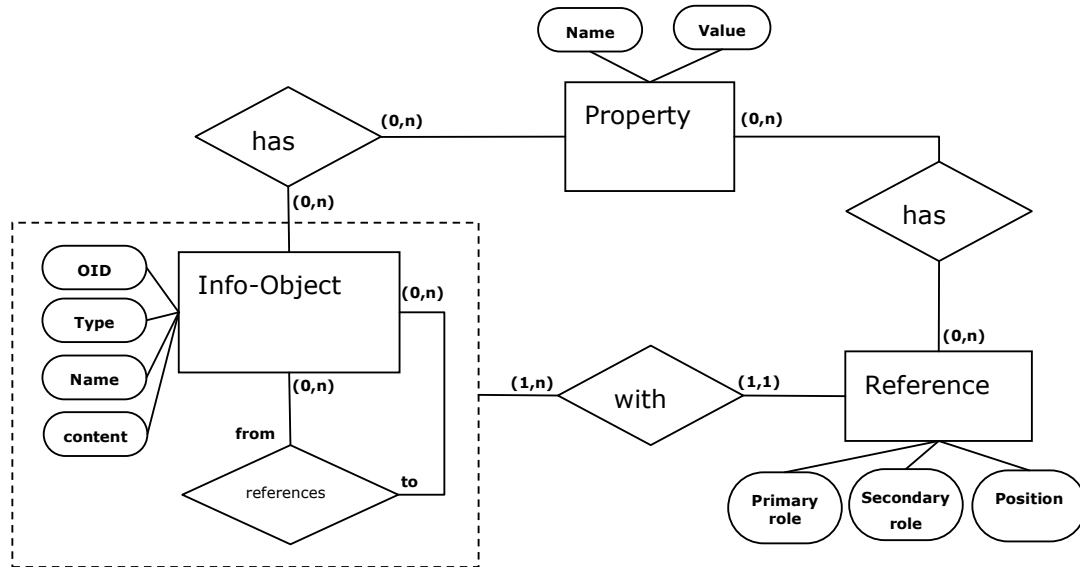 Name
Value
Property
(0,n)
(0,n)
has
(0,n)
has
OID
Info-Object
(0,n)
Type
Name
(0,n)
(0,n)
content
from
references
to
(1,n)
with
(1,1)
Reference
Primary
role
Secondary
role
Position